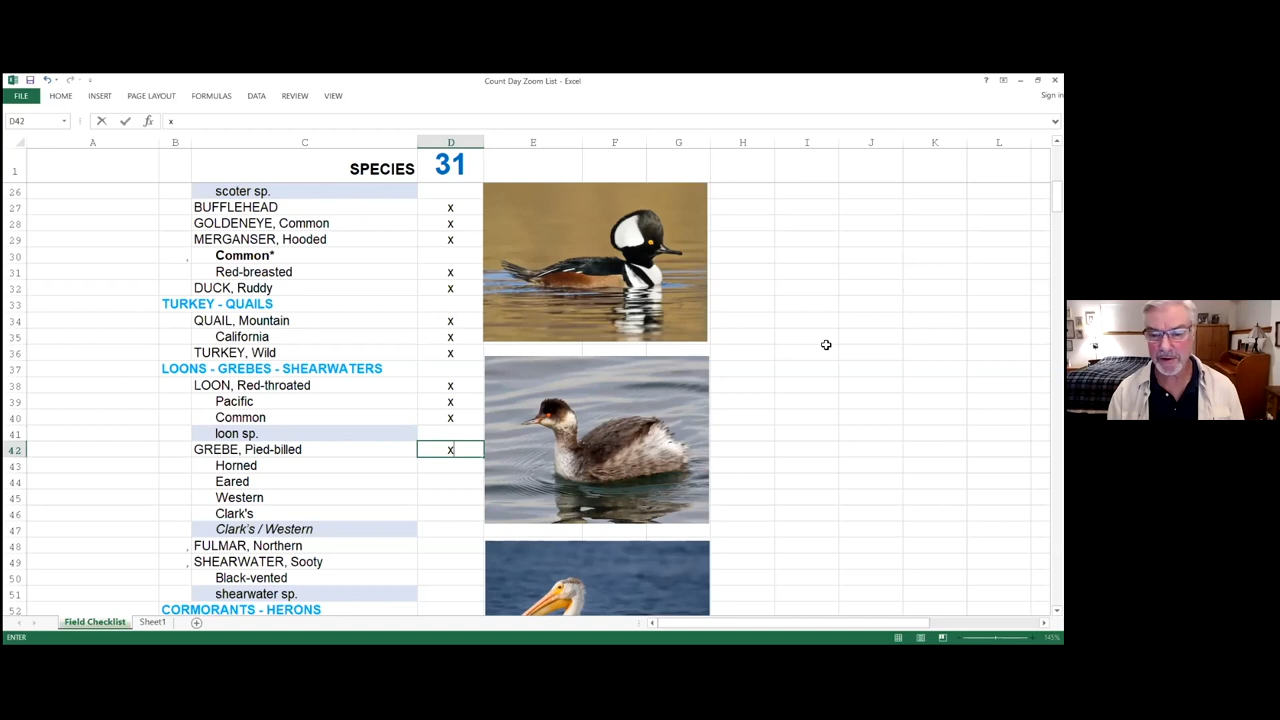 Count Day Zoom List - Excel
?
FILE HOME INSERT PAGE LAYOUT FORMULAS DATA REVIEW VIEW
Sign in
D42 fx x
A B C D E F G H I J K L
1 SPECIES 31
26 scoter sp.
27 BUFFLEHEAD x
28 GOLDENEYE, Common x
29 MERGANSER, Hooded x
30 , Common*
31 Red-breasted x
32 DUCK, Ruddy x
33 TURKEY - QUAILS
34 QUAIL, Mountain x
35 California x
36 TURKEY, Wild x
37 LOONS - GREBES - SHEARWATERS
38 LOON, Red-throated x
39 Pacific x
40 Common x
41 loon sp.
42 GREBE, Pied-billed x
43 Horned
44 Eared
45 Western
46 Clark's
47 Clark's / Western
48 , FULMAR, Northern
49 , SHEARWATER, Sooty
50 Black-vented
51 shearwater sp.
52 CORMORANTS - HERONS
Field Checklist Sheet1
ENTER 145%